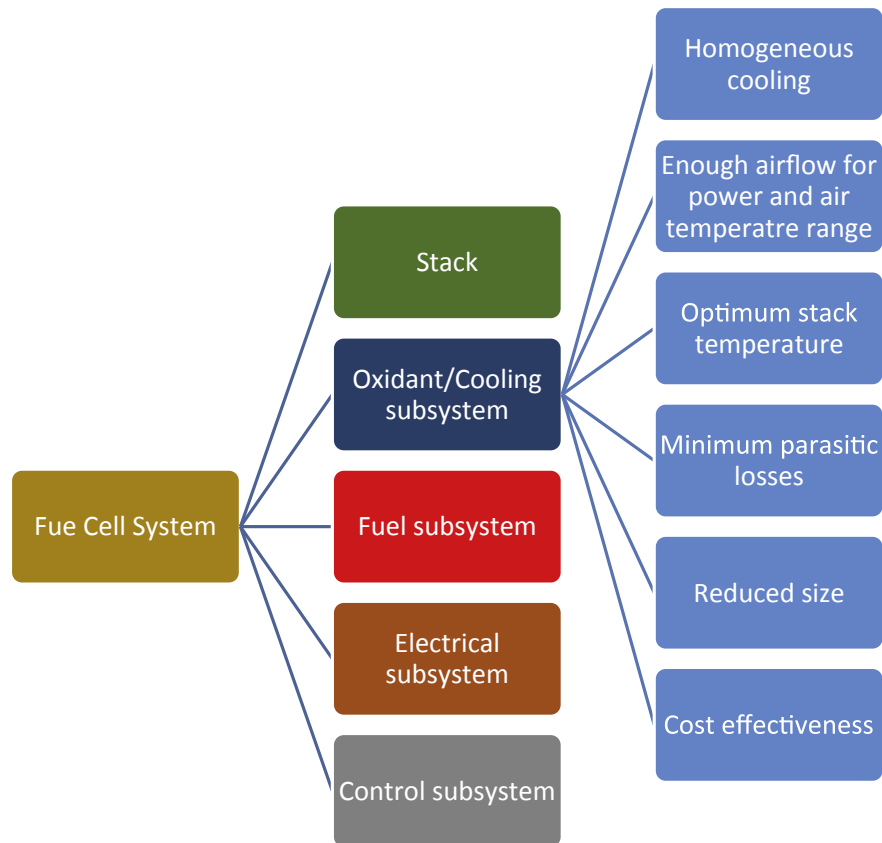 Homogeneous
cooling
Enough airflow for
power and air
temperatre range
Stack
Optimum stack
temperature
Oxidant/Cooling
subsystem
Minimum parasitic
losses
Fue Cell System
Fuel subsystem
Reduced size
Electrical
subsystem
Cost effectiveness
Control subsystem